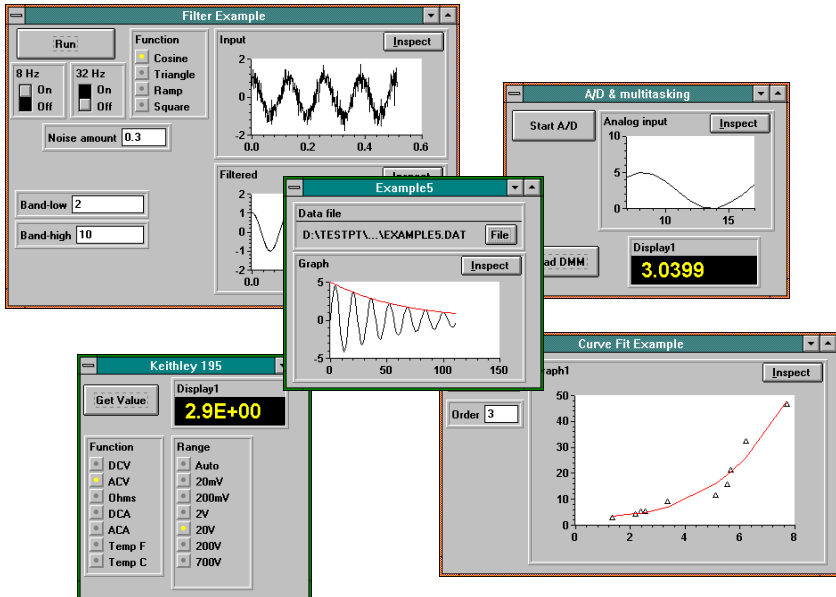 Filter Example
Run
8 Hz
On
Off
32 Hz
On
Off
Function
Cosine
Triangle
Ramp
Square
Noise amount 0.3
Band-low 2
Band-high 10
Input
Inspect
2
0
-2
0.0 0.2 0.4 0.6
Filtered
2
1
0
-1
-2
0.0
A/D & multitasking
Start A/D
Analog input
Inspect
10
5
0
10 15
DMM
Display1
3.0399
Example5
Data file
D:\TESTPT\...\EXAMPLE5.DAT File
Graph
Inspect
5
0
-5
0 50 100 150
Keithley 195
Get Value
Display1
2.9E+00
Function
DCV
ACV
Ohms
DCA
ACA
Temp F
Temp C
Range
Auto
20mV
200mV
2V
20V
200V
700V
Curve Fit Example
Order 3
Inspect
50
40
30
20
10
0
0 2 4 6 8